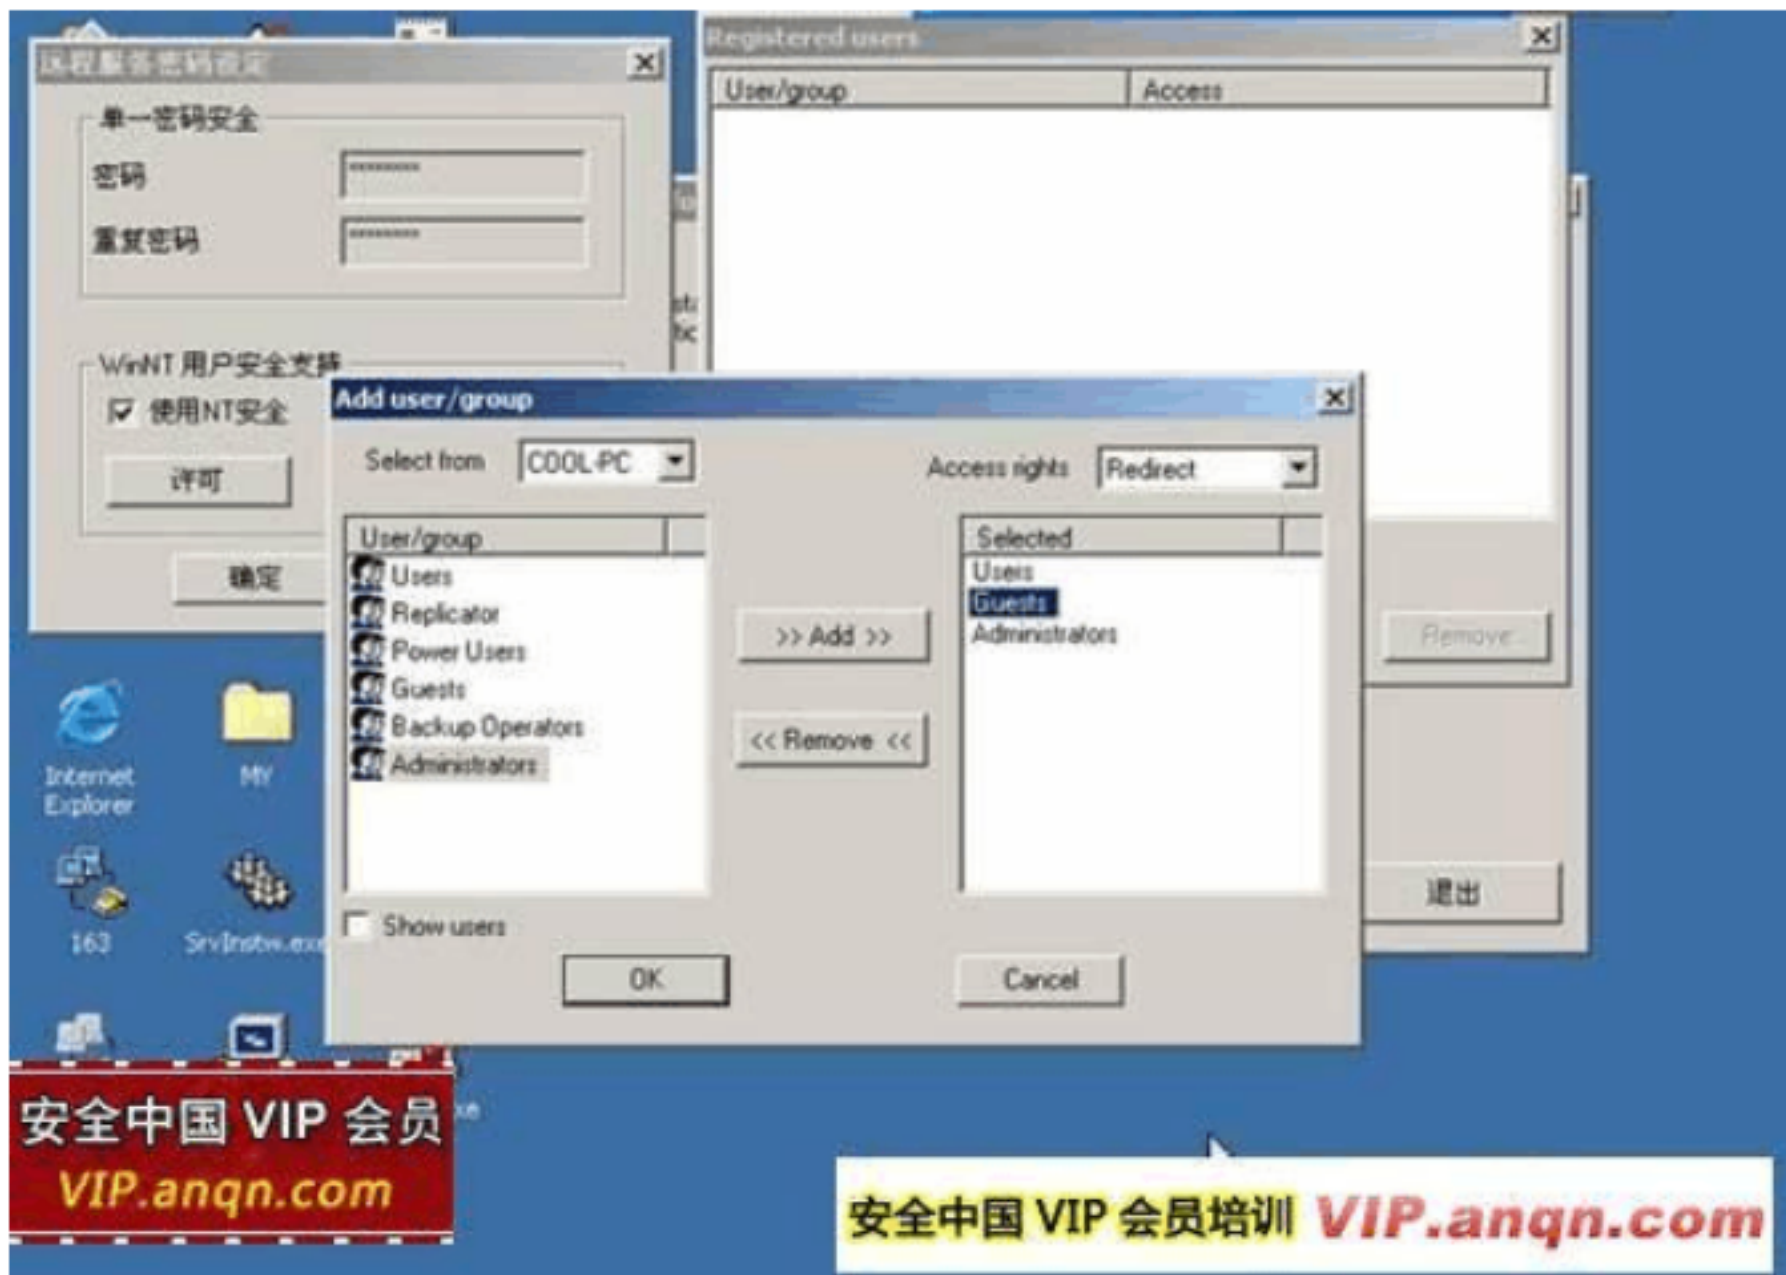 远程服务密码设定
单一密码安全
密码
********
重复密码
********
WinNT 用户安全支持
使用NT安全
许可
确定
Registered users
User/group
Access
Remove
退出
Add user/group
Select from
COOL-PC
Access rights
Redirect
User/group
Users
Replicator
Power Users
Guests
Backup Operators
Administrators
Show users
>> Add >>
<< Remove <<
Selected
Users
Guests
Administrators
OK
Cancel
Internet
Explorer
MY
163
SrvInstw.exe
安全中国 VIP 会员
VIP.anqn.com
安全中国 VIP 会员培训 VIP.anqn.com